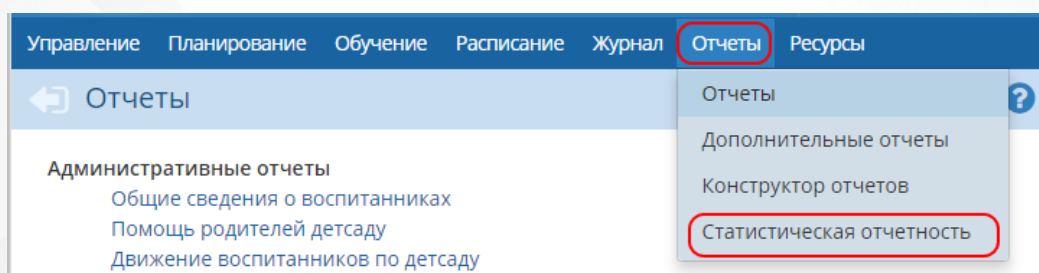 Управление Планирование Обучение Расписание Журнал Отчеты Ресурсы
Отчеты
Отчеты
?
Дополнительные отчеты
Конструктор отчетов
Статистическая отчетность
Административные отчеты
Общие сведения о воспитанниках
Помощь родителей детсаду
Движение воспитанников по детсаду